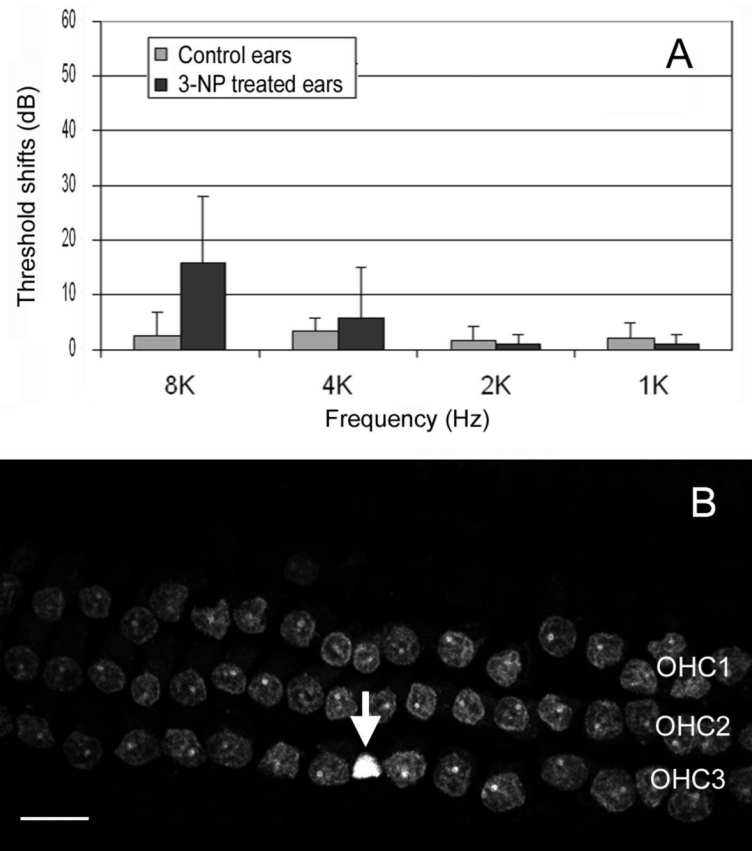 A
Control ears
3-NP treated ears
60
50
40
30
20
10
0
Threshold shifts (dB)
8K 4K 2K 1K
Frequency (Hz)
B
OHC1
OHC2
OHC3